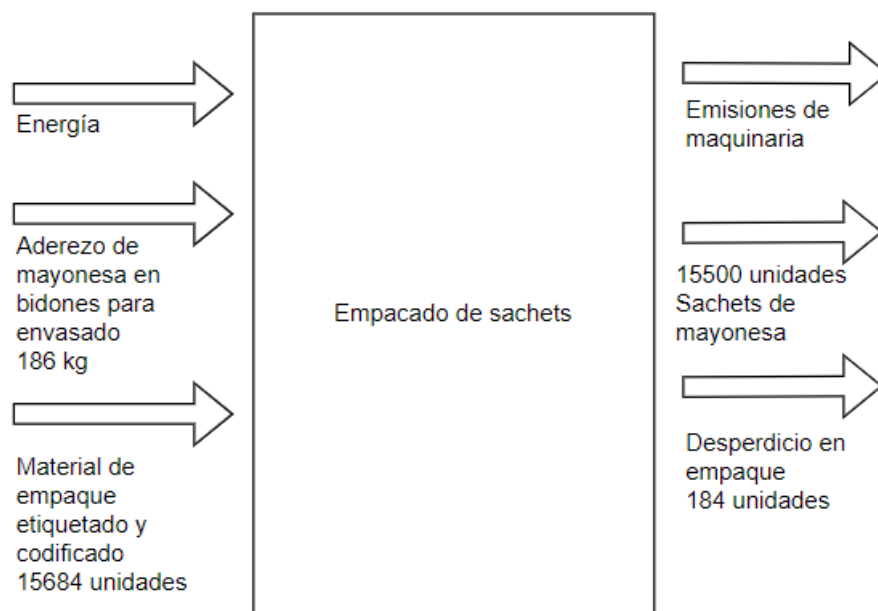 Energía
Aderezo de
mayonesa en
bidones para
envasado
186 kg
Material de
empaque
etiquetado y
codificado
15684 unidades
Empacado de sachets
Emisiones de
maquinaria
15500 unidades
Sachets de
mayonesa
Desperdicio en
empaque
184 unidades